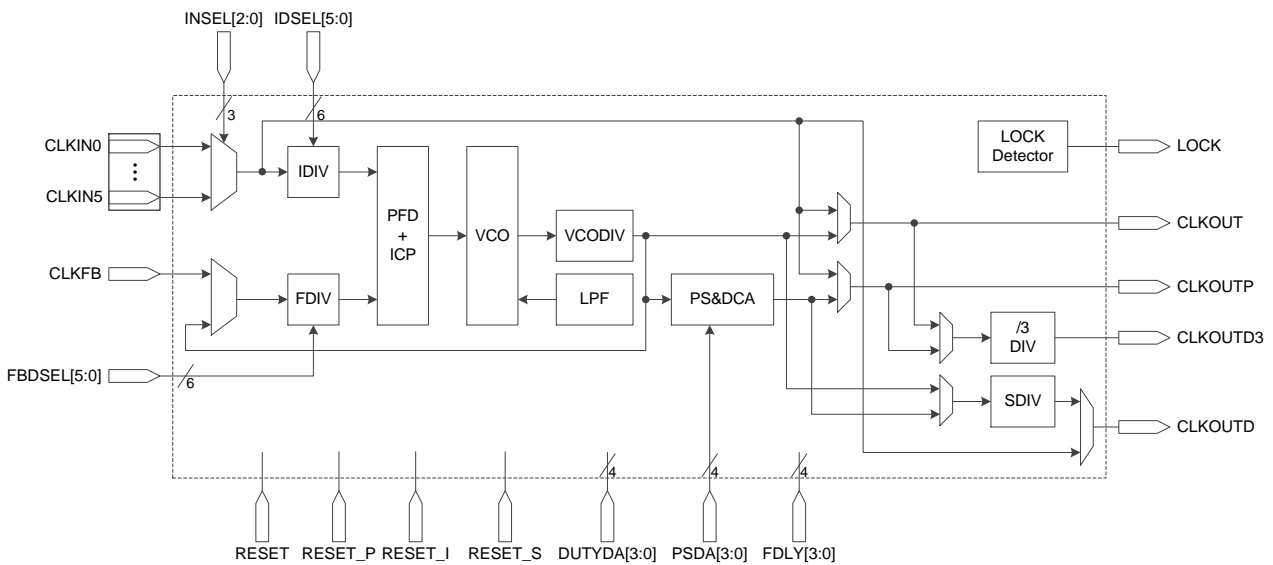 INSEL[2:0] IDSEL[5:0]
3 6
CLKIN0
...
CLKIN5
IDIV
LOCK
Detector
LOCK
PFD
+
ICP
VCO
VCODIV
CLKOUT
CLKFB
FDIV
LPF
PS&DCA
CLKOUTP
/3
DIV
CLKOUTD3
FBDSEL[5:0]
6
SDIV
CLKOUTD
4 4 4
RESET RESET_P RESET_I RESET_S DUTYDA[3:0] PSDA[3:0] FDLY[3:0]